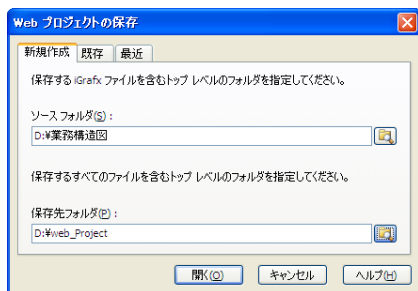 Web プロジェクトの保存
新規作成 既存 最近
保存する iGrafx ファイルを含むトップ レベルのフォルダを指定してください。
ソース フォルダ(S) :
D:¥業務構造図
保存するすべてのファイルを含むトップ レベルのフォルダを指定してください。
保存先フォルダ(P) :
D:¥web_Project
開く(O) キャンセル ヘルプ(H)